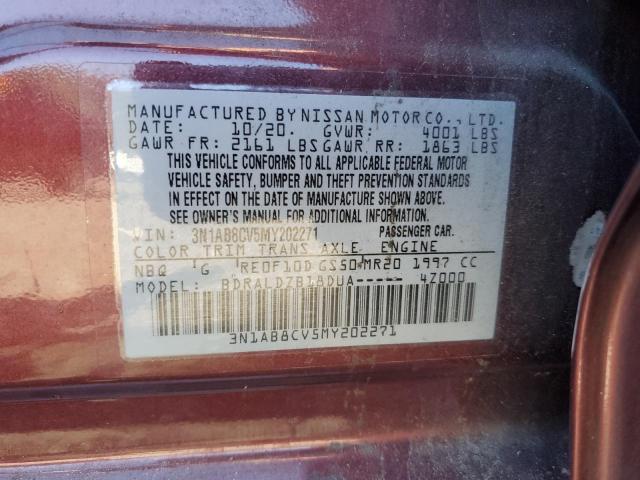 MANUFACTURED BY NISSAN MOTOR CO., LTD.
DATE: 10/20. GVWR: 4001 LBS
GAWR FR: 2161 LBS GAWR RR: 1863 LBS
THIS VEHICLE CONFORMS TO ALL APPLICABLE FEDERAL MOTOR
VEHICLE SAFETY, BUMPER AND THEFT PREVENTION STANDARDS
IN EFFECT ON THE DATE OF MANUFACTURE SHOWN ABOVE.
SEE OWNER'S MANUAL FOR ADDITIONAL INFORMATION.
VIN: 3N1AB8CV5MY202271 PASSENGER CAR.
COLOR TRIM TRANS AXLE ENGINE
NBQ G RE0F10D GS50 MR20 1997 CC
MODEL: BDRALDZB18DUA----- 4Z000
3N1AB8CV5MY202271